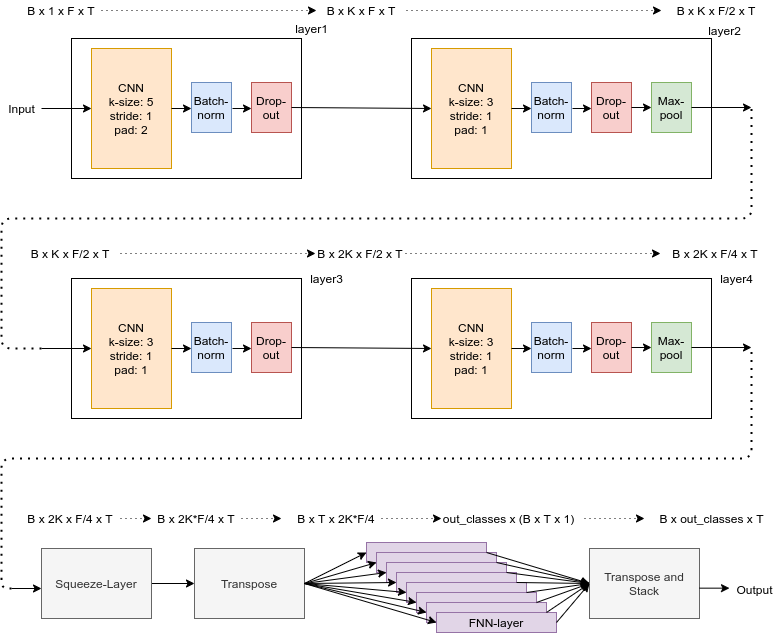 B x 1 x F x T
B x K x F x T
B x K x F/2 x T
layer1
layer2
Input
CNN
k-size: 5
stride: 1
pad: 2
Batch-
norm
Drop-
out
CNN
k-size: 3
stride: 1
pad: 1
Batch-
norm
Drop-
out
Max-
pool
B x K x F/2 x T
B x 2K x F/2 x T
B x 2K x F/4 x T
layer3
layer4
CNN
k-size: 3
stride: 1
pad: 1
Batch-
norm
Drop-
out
CNN
k-size: 3
stride: 1
pad: 1
Batch-
norm
Drop-
out
Max-
pool
B x 2K x F/4 x T
B x 2K*F/4 x T
B x T x 2K*F/4
out_classes x (B x T x 1)
B x out_classes x T
Squeeze-Layer
Transpose
FNN-layer
Transpose and
Stack
Output